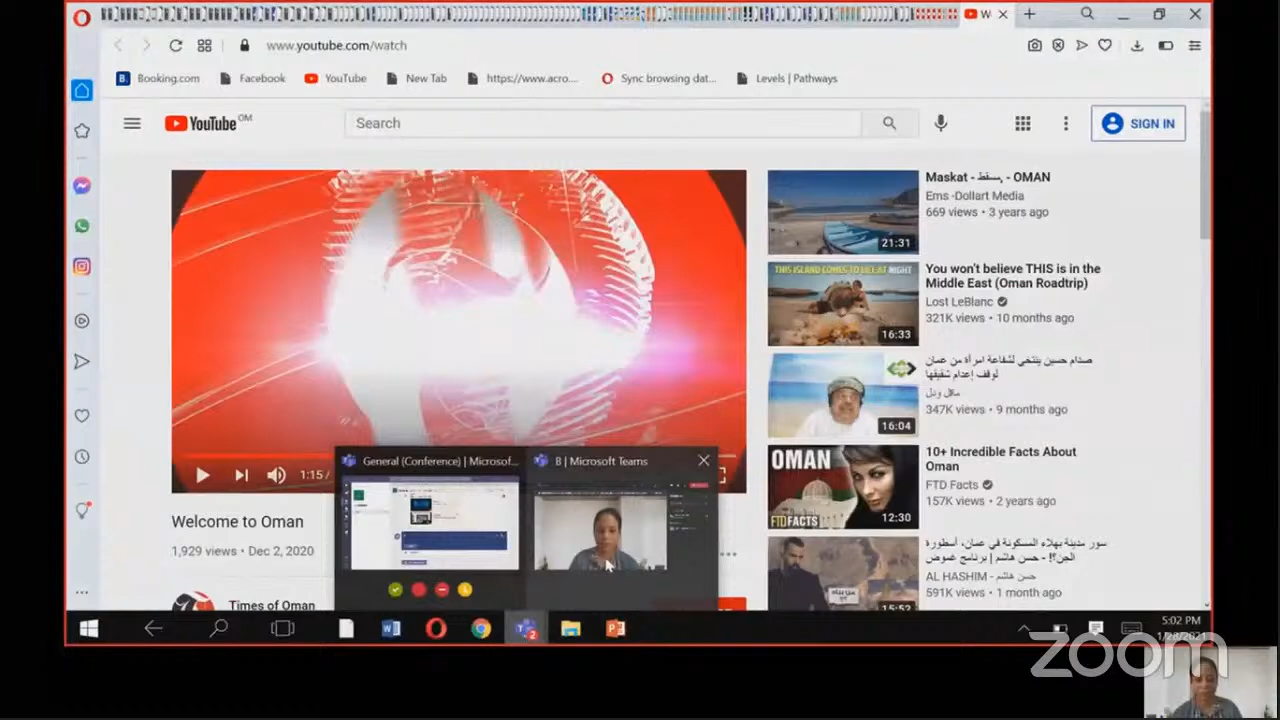 W
www.youtube.com/watch
B. Booking.com
Facebook
YouTube
New Tab
https://www.acro...
Sync browsing dat...
Levels | Pathways
YouTube OM
Search
SIGN IN
21:31
Maskat - مسقط, - OMAN
Ems -Dollart Media
669 views • 3 years ago
THIS ISLAND COMES TO LIFE AT NIGHT
16:33
You won't believe THIS is in the
Middle East (Oman Roadtrip)
Lost LeBlanc
321K views • 10 months ago
16:04
صدام حسين ينتخي لشفاعة امرأة من عمان
لوقف إعدام شقيقها
347K views • 9 months ago
OMAN
FTDFACTS
12:30
10+ Incredible Facts About
Oman
FTD Facts
157K views • 2 years ago
15:52
سور مدينة بهلاء المسكونة في عمان، أسطورة
الجن؟! - حسن هاشم | برنامج غموض
AL HASHIM - حسن هاشم
591K views • 1 month ago
1:15 /
Welcome to Oman
1,929 views • Dec 2, 2020
Times of Oman
General (Conference) | Microsof...
B | Microsoft Teams
5:02 PM
1/28/2021
zoom